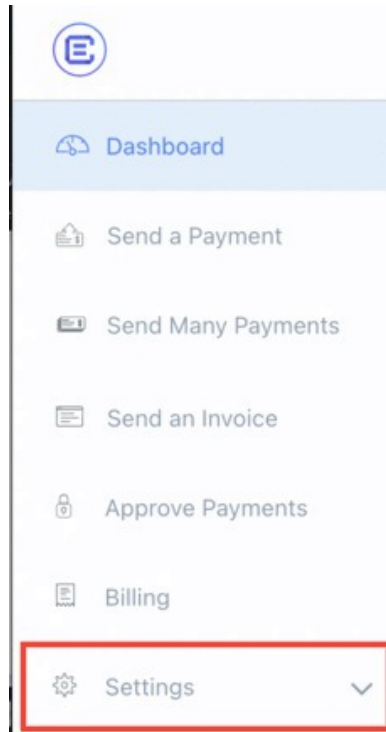 Dashboard
Send a Payment
Send Many Payments
Send an Invoice
Approve Payments
Billing
Settings